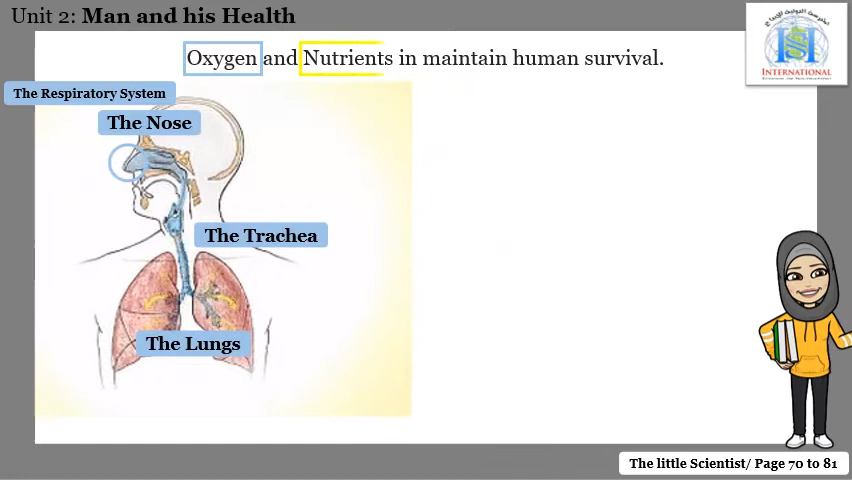 Unit 2: Man and his Health
Oxygen and Nutrients in maintain human survival.
INTERNATIONAL
The Respiratory System
The Nose
The Trachea
The Lungs
The little Scientist/ Page 70 to 81